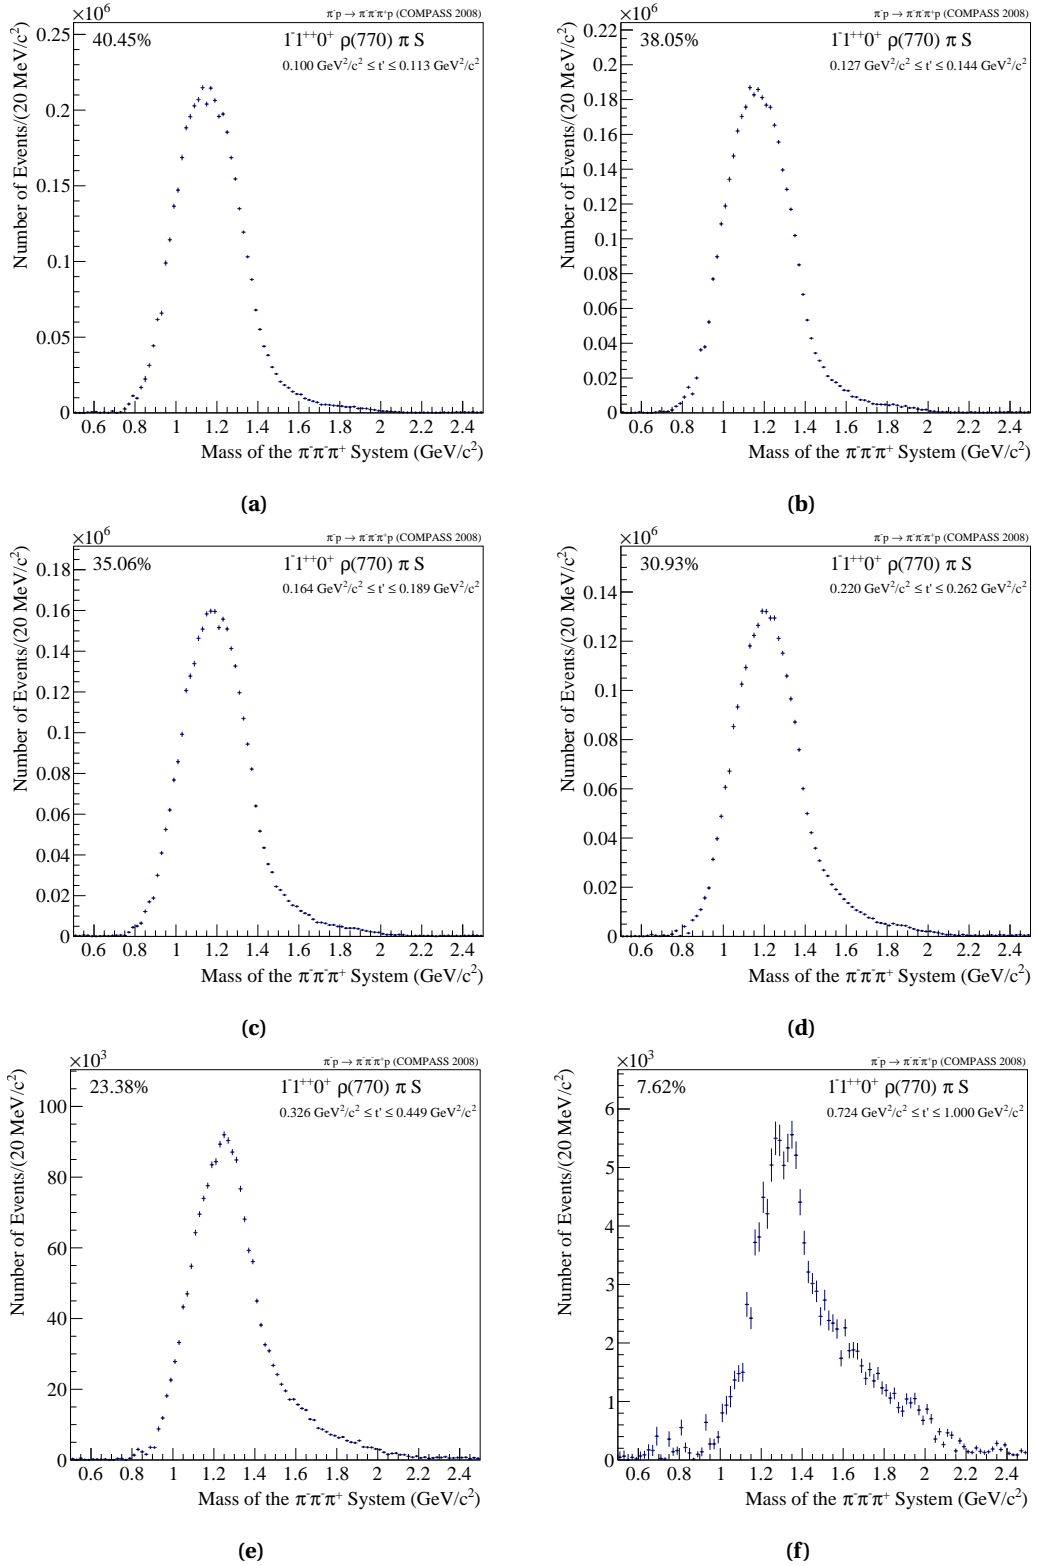 ×10⁶
π⁻p → π⁻π⁻π⁺p (COMPASS 2008)
40.45%
1⁻1⁺⁺0⁺ ρ(770) π S
0.100 GeV²/c² ≤ t' ≤ 0.113 GeV²/c²
Number of Events/(20 MeV/c²)
0.25
0.2
0.15
0.1
0.05
0
0.6 0.8 1 1.2 1.4 1.6 1.8 2 2.2 2.4
Mass of the π⁻π⁻π⁺ System (GeV/c²)
(a)
×10⁶
π⁻p → π⁻π⁻π⁺p (COMPASS 2008)
38.05%
1⁻1⁺⁺0⁺ ρ(770) π S
0.127 GeV²/c² ≤ t' ≤ 0.144 GeV²/c²
Number of Events/(20 MeV/c²)
0.22
0.2
0.18
0.16
0.14
0.12
0.1
0.08
0.06
0.04
0.02
0
0.6 0.8 1 1.2 1.4 1.6 1.8 2 2.2 2.4
Mass of the π⁻π⁻π⁺ System (GeV/c²)
(b)
×10⁶
π⁻p → π⁻π⁻π⁺p (COMPASS 2008)
35.06%
1⁻1⁺⁺0⁺ ρ(770) π S
0.164 GeV²/c² ≤ t' ≤ 0.189 GeV²/c²
Number of Events/(20 MeV/c²)
0.18
0.16
0.14
0.12
0.1
0.08
0.06
0.04
0.02
0
0.6 0.8 1 1.2 1.4 1.6 1.8 2 2.2 2.4
Mass of the π⁻π⁻π⁺ System (GeV/c²)
(c)
×10⁶
π⁻p → π⁻π⁻π⁺p (COMPASS 2008)
30.93%
1⁻1⁺⁺0⁺ ρ(770) π S
0.220 GeV²/c² ≤ t' ≤ 0.262 GeV²/c²
Number of Events/(20 MeV/c²)
0.14
0.12
0.1
0.08
0.06
0.04
0.02
0
0.6 0.8 1 1.2 1.4 1.6 1.8 2 2.2 2.4
Mass of the π⁻π⁻π⁺ System (GeV/c²)
(d)
×10³
π⁻p → π⁻π⁻π⁺p (COMPASS 2008)
23.38%
1⁻1⁺⁺0⁺ ρ(770) π S
0.326 GeV²/c² ≤ t' ≤ 0.449 GeV²/c²
Number of Events/(20 MeV/c²)
100
80
60
40
20
0
0.6 0.8 1 1.2 1.4 1.6 1.8 2 2.2 2.4
Mass of the π⁻π⁻π⁺ System (GeV/c²)
(e)
×10³
π⁻p → π⁻π⁻π⁺p (COMPASS 2008)
7.62%
1⁻1⁺⁺0⁺ ρ(770) π S
0.724 GeV²/c² ≤ t' ≤ 1.000 GeV²/c²
Number of Events/(20 MeV/c²)
6
5
4
3
2
1
0
0.6 0.8 1 1.2 1.4 1.6 1.8 2 2.2 2.4
Mass of the π⁻π⁻π⁺ System (GeV/c²)
(f)